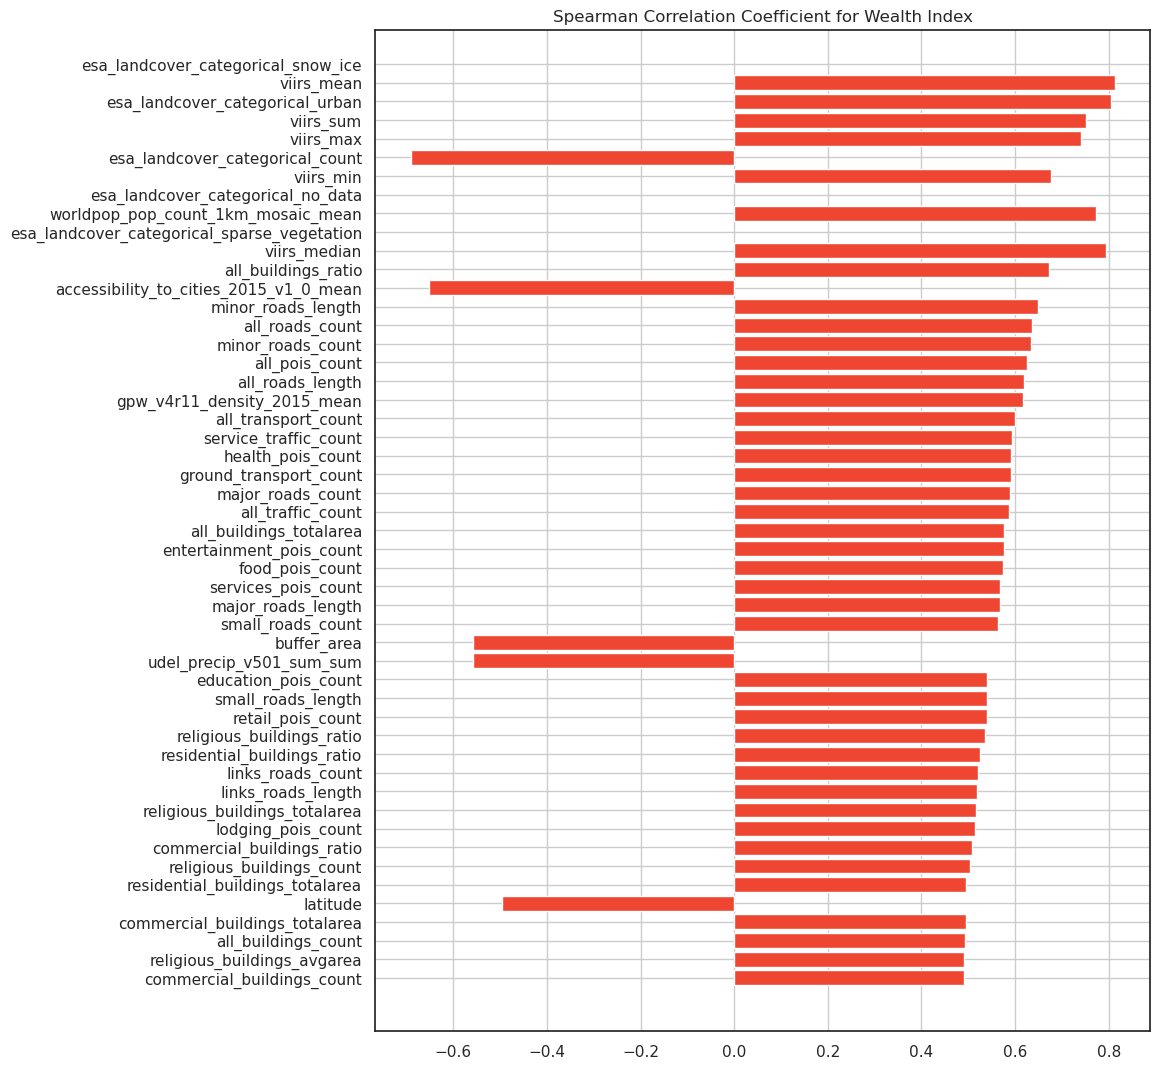 Spearman Correlation Coefficient for Wealth Index
esa_landcover_categorical_snow_ice
viirs_mean
esa_landcover_categorical_urban
viirs_sum
viirs_max
esa_landcover_categorical_count
viirs_min
esa_landcover_categorical_no_data
worldpop_pop_count_1km_mosaic_mean
esa_landcover_categorical_sparse_vegetation
viirs_median
all_buildings_ratio
accessibility_to_cities_2015_v1_0_mean
minor_roads_length
all_roads_count
minor_roads_count
all_pois_count
all_roads_length
gpw_v4r11_density_2015_mean
all_transport_count
service_traffic_count
health_pois_count
ground_transport_count
major_roads_count
all_traffic_count
all_buildings_totalarea
entertainment_pois_count
food_pois_count
services_pois_count
major_roads_length
small_roads_count
buffer_area
udel_precip_v501_sum_sum
education_pois_count
small_roads_length
retail_pois_count
religious_buildings_ratio
residential_buildings_ratio
links_roads_count
links_roads_length
religious_buildings_totalarea
lodging_pois_count
commercial_buildings_ratio
religious_buildings_count
residential_buildings_totalarea
latitude
commercial_buildings_totalarea
all_buildings_count
religious_buildings_avgarea
commercial_buildings_count
−0.6 −0.4 −0.2 0.0 0.2 0.4 0.6 0.8